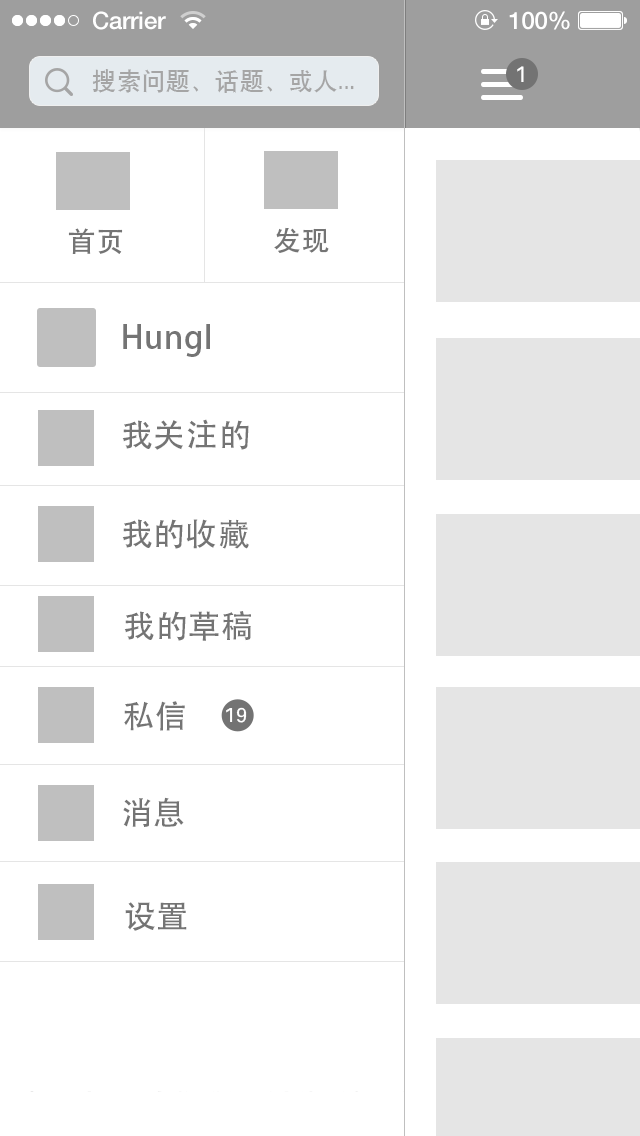 Carrier
100%
搜索问题、话题、或人...
1
首页
发现
Hungl
我关注的
我的收藏
我的草稿
私信 19
消息
设置